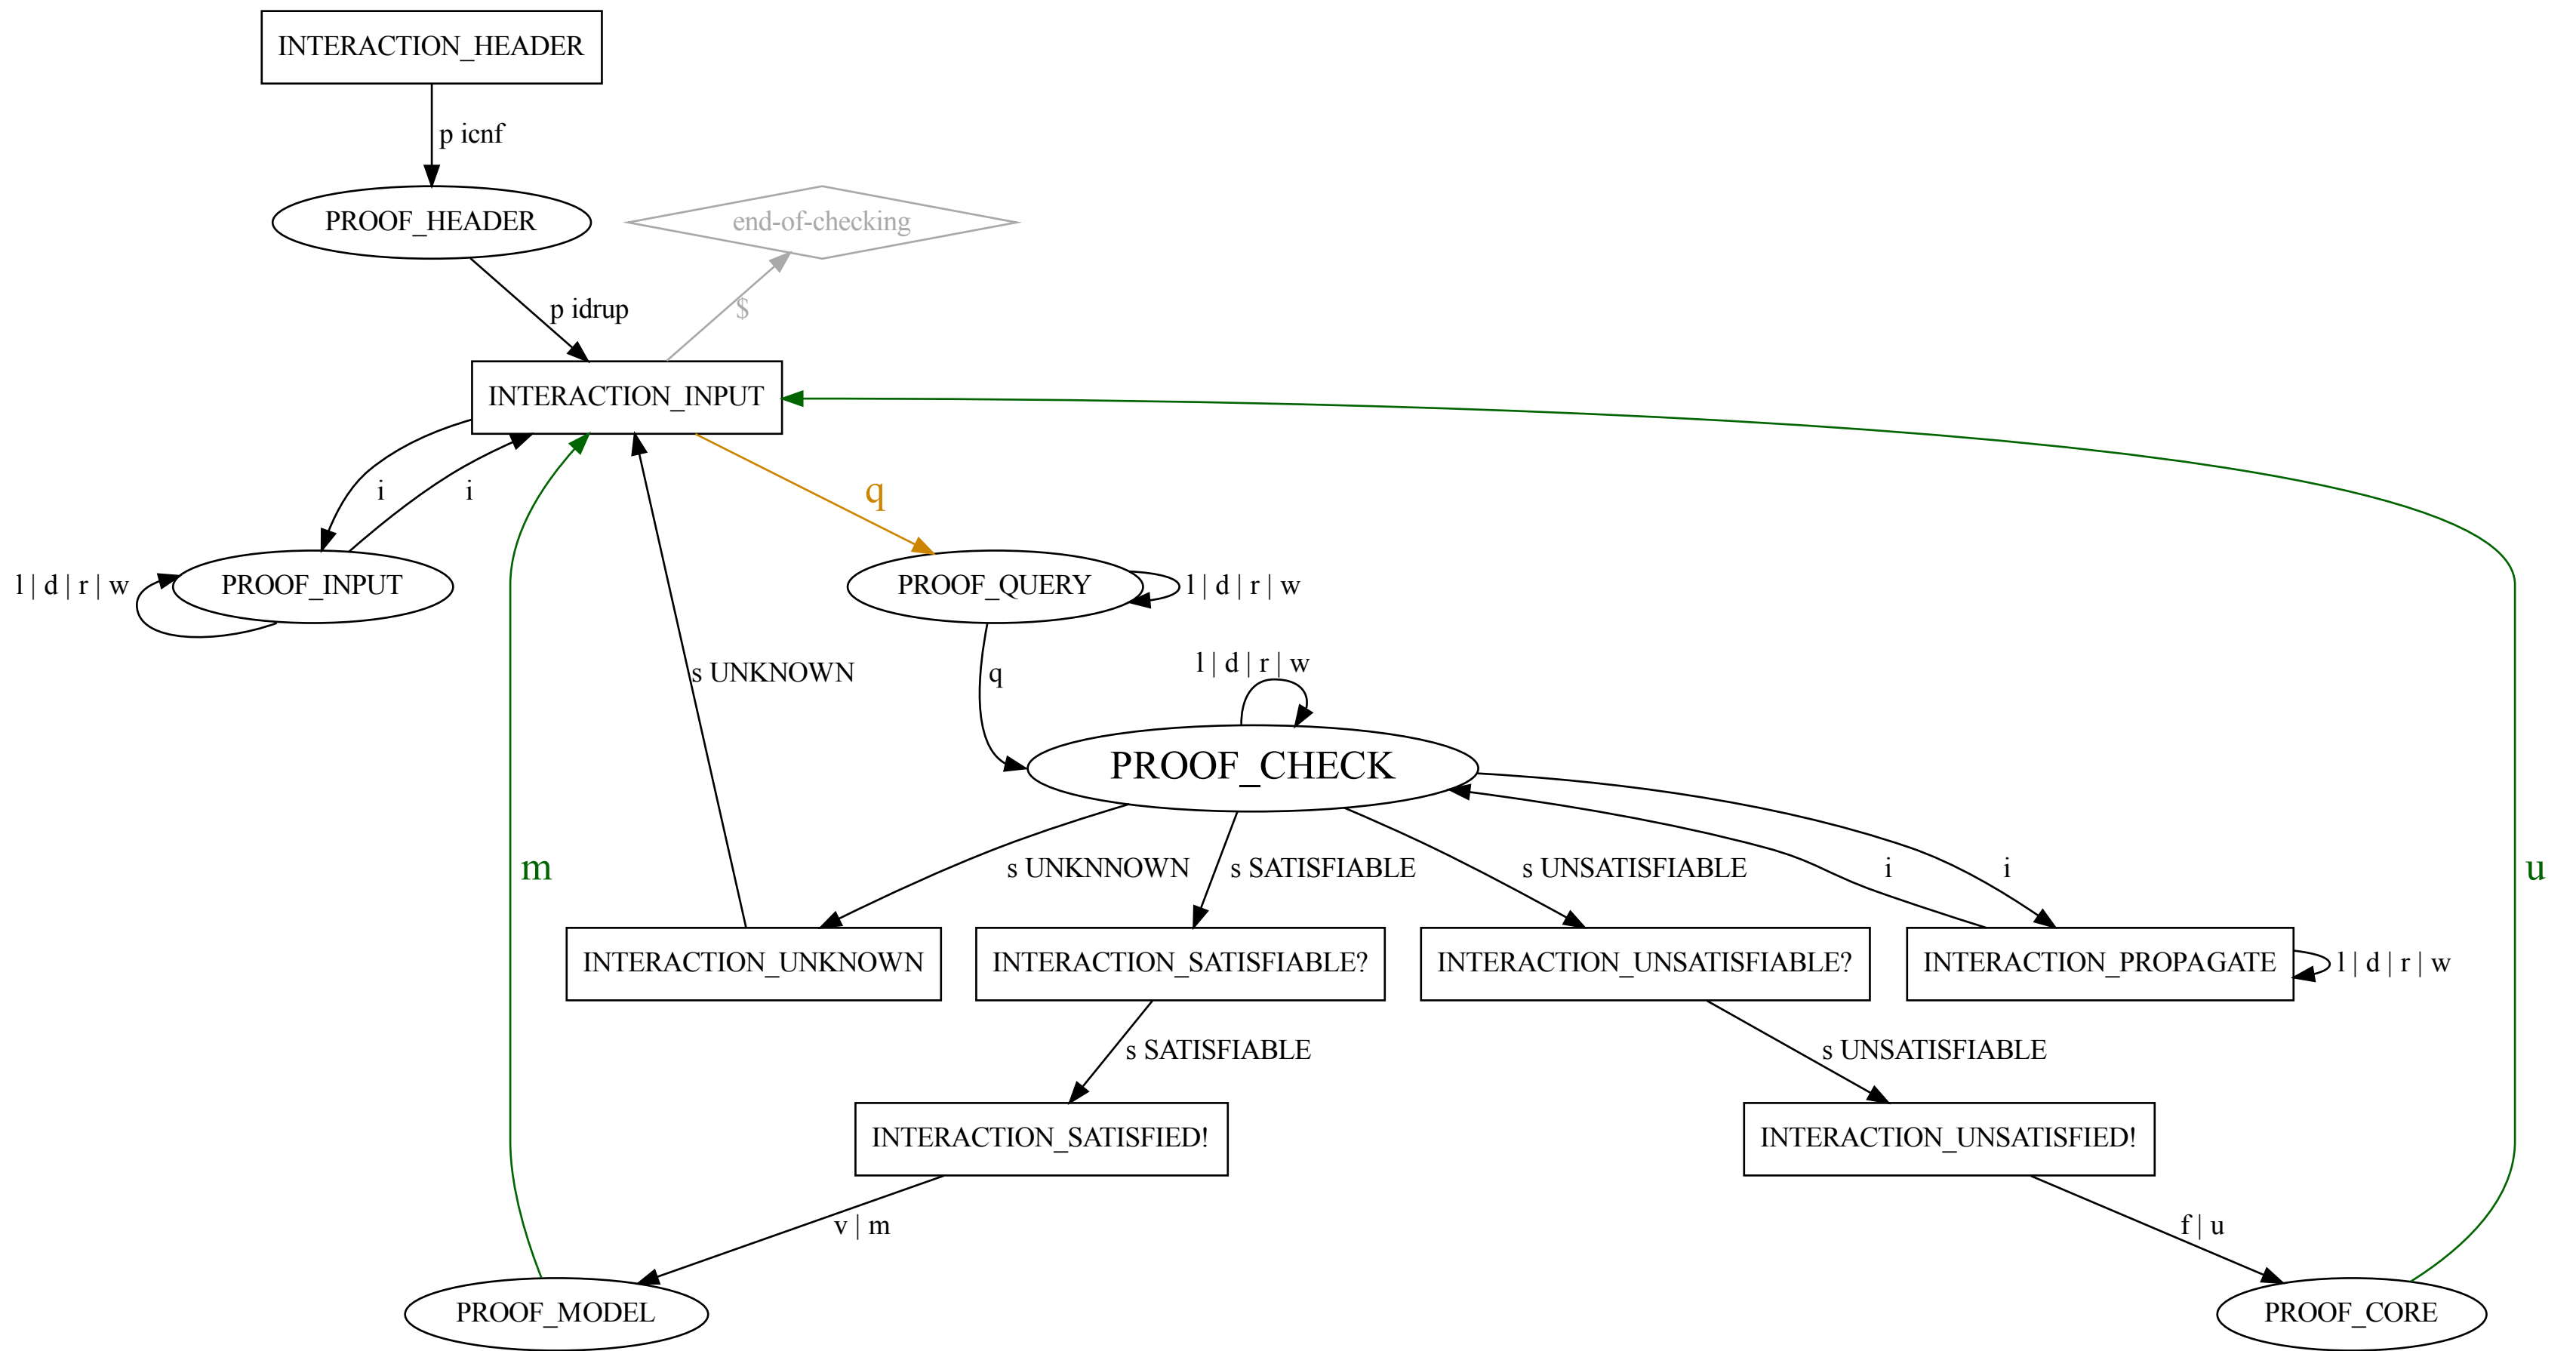 INTERACTION_HEADER
p icnf
PROOF_HEADER
end-of-checking
p idrup
$
INTERACTION_INPUT
i
i
q
l | d | r | w
PROOF_INPUT
PROOF_QUERY
l | d | r | w
s UNKNOWN
q
l | d | r | w
PROOF_CHECK
m
s UNKNNOWN
s SATISFIABLE
s UNSATISFIABLE
i
i
u
INTERACTION_UNKNOWN
INTERACTION_SATISFIABLE?
INTERACTION_UNSATISFIABLE?
INTERACTION_PROPAGATE
l | d | r | w
s SATISFIABLE
s UNSATISFIABLE
INTERACTION_SATISFIED!
INTERACTION_UNSATISFIED!
v | m
f | u
PROOF_MODEL
PROOF_CORE